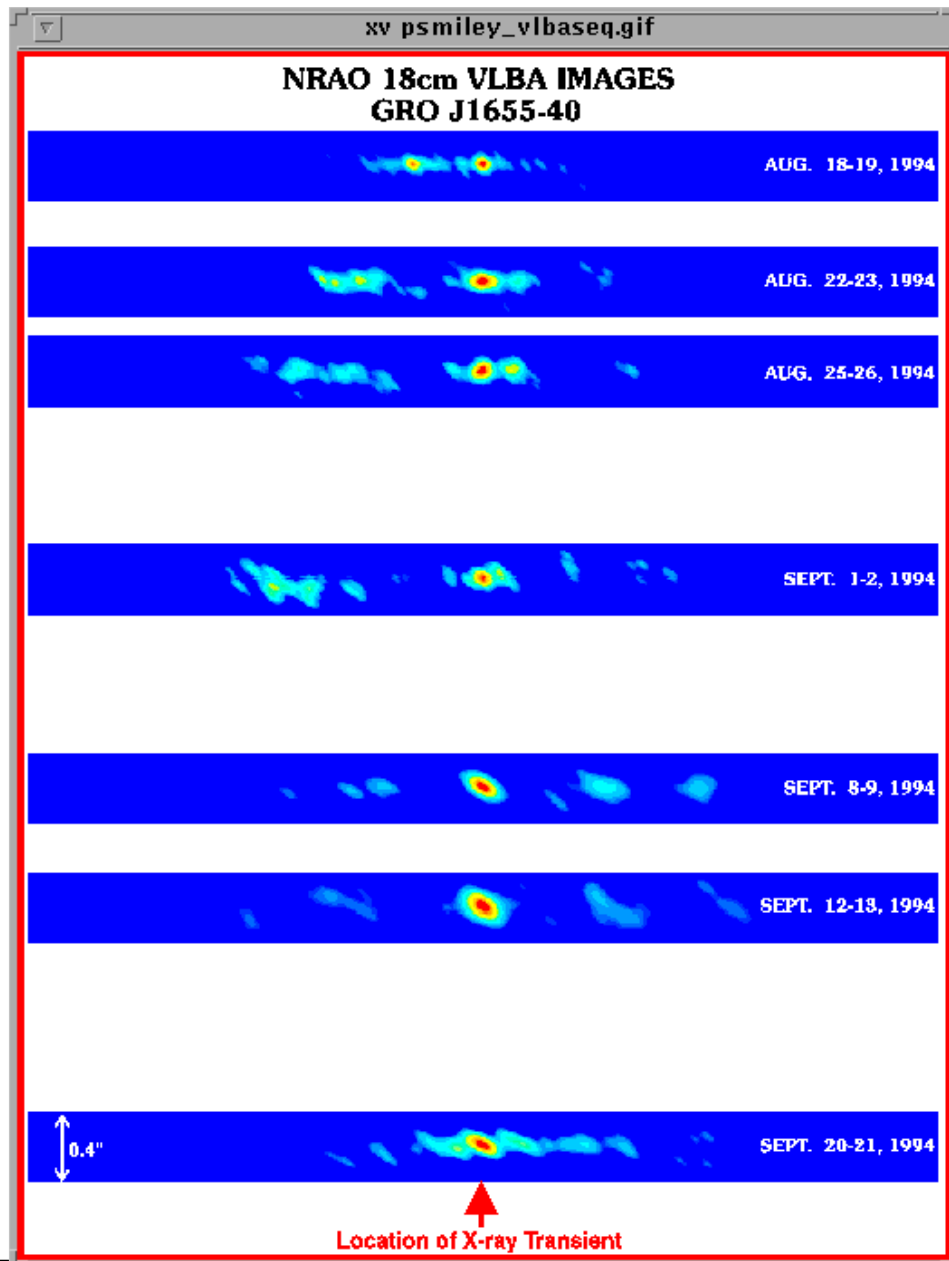 xv psmiley_vlbaseq.gif
NRAO 18cm VLBA IMAGES
GRO J1655-40
AUG. 18-19, 1994
AUG. 22-23, 1994
AUG. 25-26, 1994
SEPT. 1-2, 1994
SEPT. 8-9, 1994
SEPT. 12-13, 1994
0.4"
SEPT. 20-21, 1994
Location of X-ray Transient